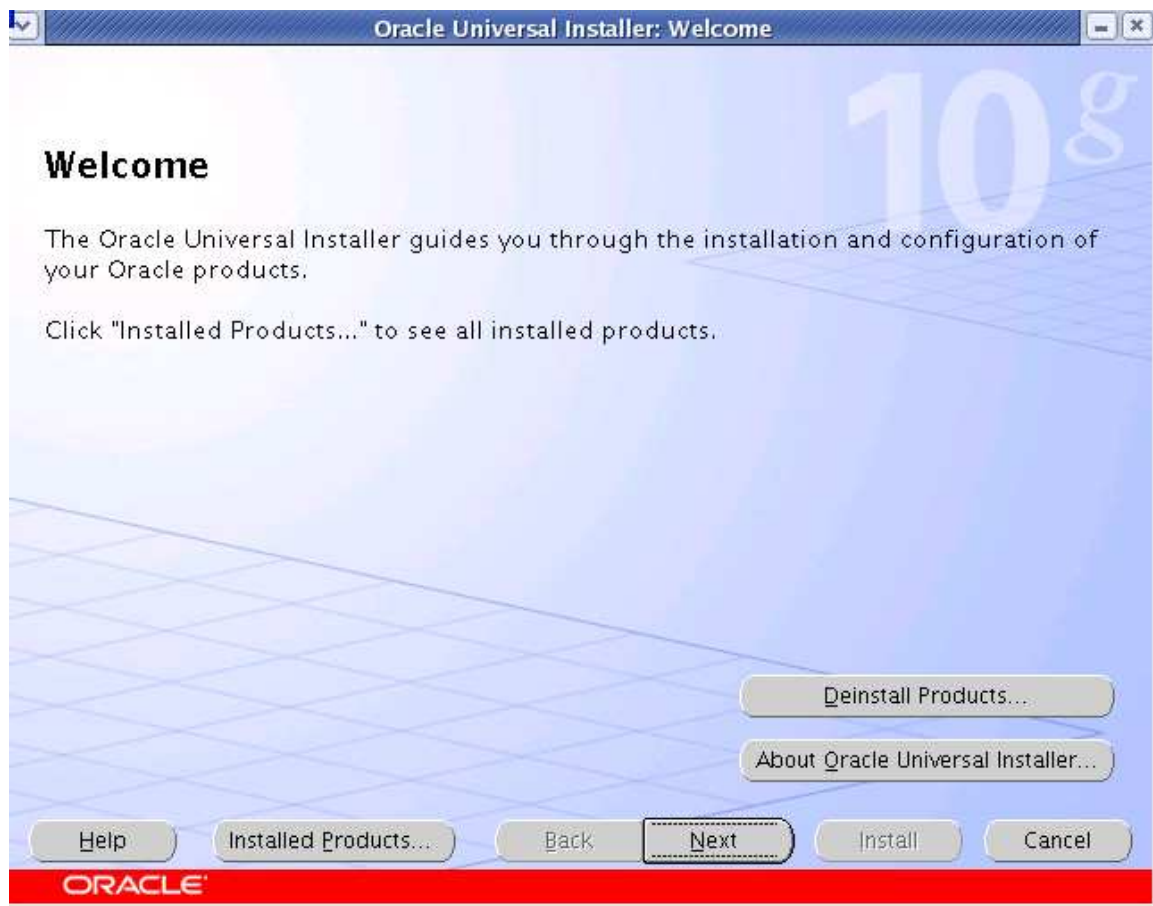 Oracle Universal Installer: Welcome
10g
Welcome
The Oracle Universal Installer guides you through the installation and configuration of
your Oracle products.
Click "Installed Products..." to see all installed products.
Deinstall Products...
About Oracle Universal Installer...
Help Installed Products... Back Next Install Cancel
ORACLE